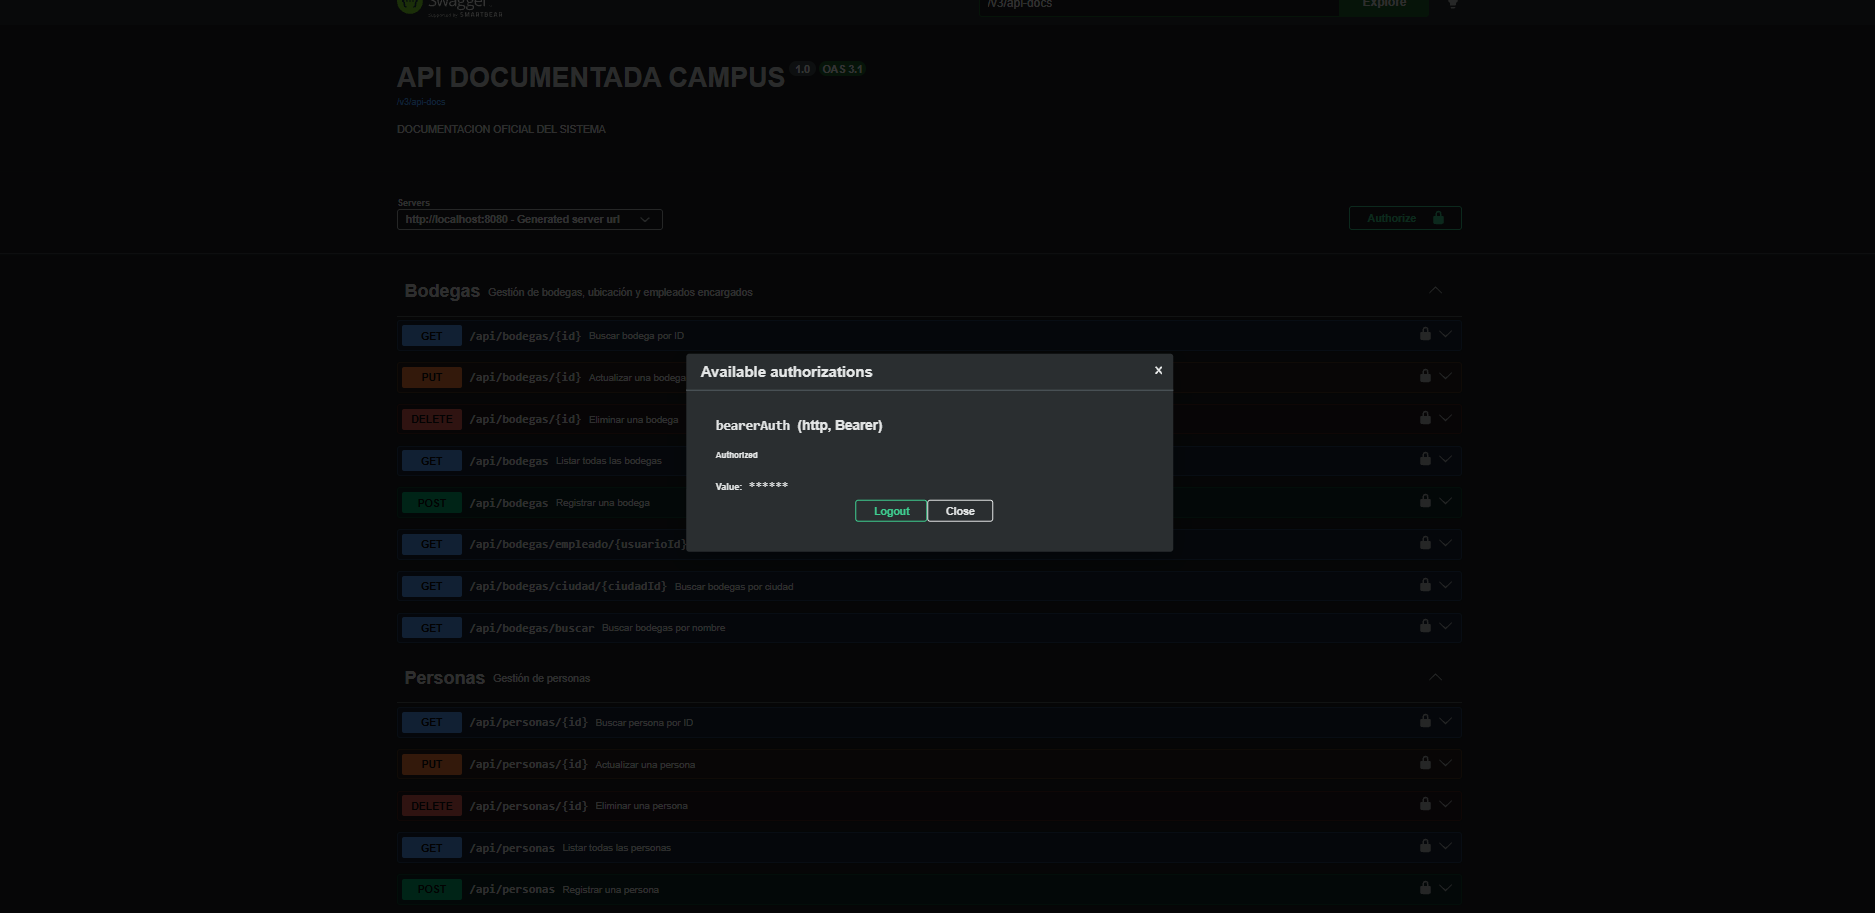 Swagger.
Supported by SMARTBEAR
/v3/api-docs
Explore
API DOCUMENTADA CAMPUS 1.0 OAS 3.1
/v3/api-docs
DOCUMENTACION OFICIAL DEL SISTEMA
Servers
http://localhost:8080 - Generated server url
Authorize
Bodegas Gestión de bodegas, ubicación y empleados encargados
GET /api/bodegas/{id} Buscar bodega por ID
PUT /api/bodegas/{id} Actualizar una bodega
DELETE /api/bodegas/{id} Eliminar una bodega
GET /api/bodegas Listar todas las bodegas
POST /api/bodegas Registrar una bodega
GET /api/bodegas/empleado/{usuarioId}
GET /api/bodegas/ciudad/{ciudadId} Buscar bodegas por ciudad
GET /api/bodegas/buscar Buscar bodegas por nombre
Available authorizations ×
bearerAuth (http, Bearer)
Authorized
Value: ******
Logout Close
Personas Gestión de personas
GET /api/personas/{id} Buscar persona por ID
PUT /api/personas/{id} Actualizar una persona
DELETE /api/personas/{id} Eliminar una persona
GET /api/personas Listar todas las personas
POST /api/personas Registrar una persona